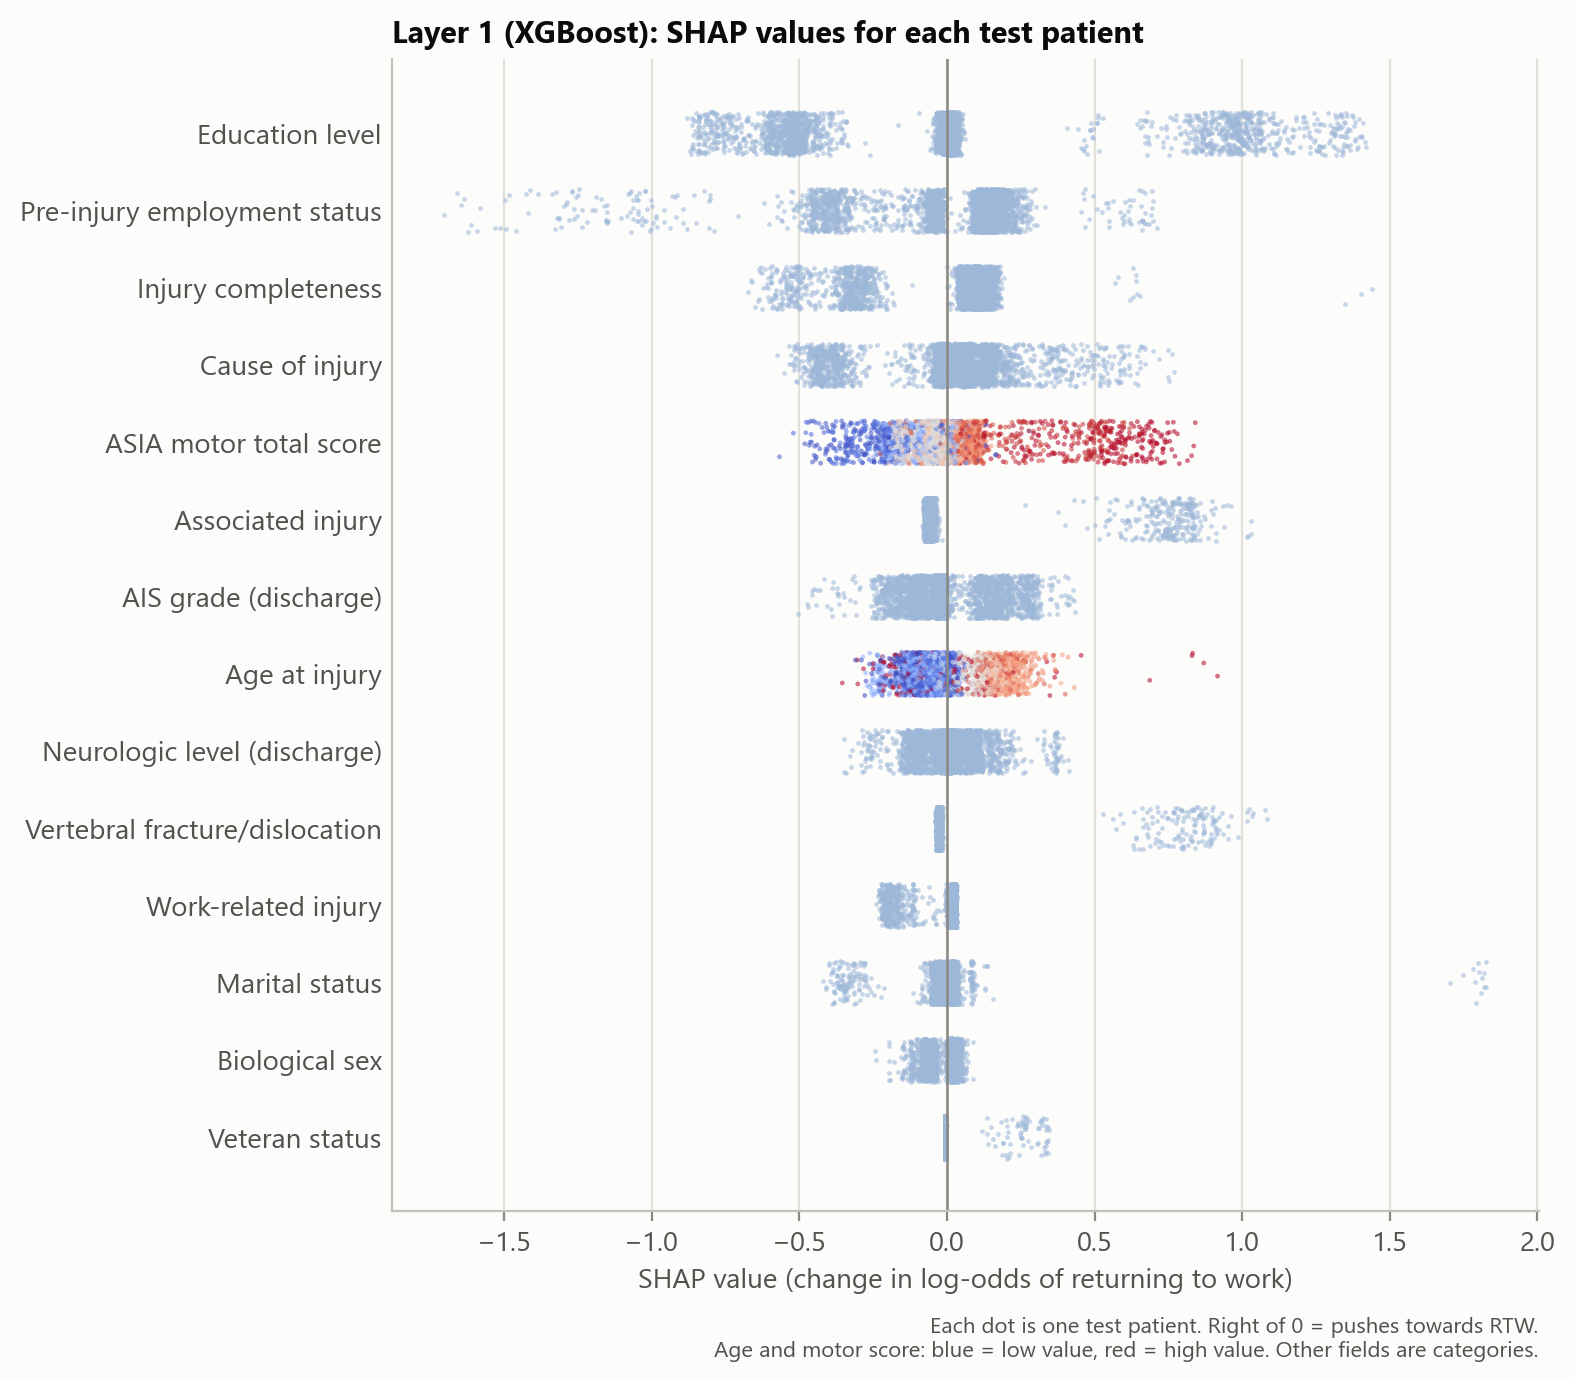 Layer 1 (XGBoost): SHAP values for each test patient
Education level
Pre-injury employment status
Injury completeness
Cause of injury
ASIA motor total score
Associated injury
AIS grade (discharge)
Age at injury
Neurologic level (discharge)
Vertebral fracture/dislocation
Work-related injury
Marital status
Biological sex
Veteran status
−1.5 −1.0 −0.5 0.0 0.5 1.0 1.5 2.0
SHAP value (change in log-odds of returning to work)
Each dot is one test patient. Right of 0 = pushes towards RTW.
Age and motor score: blue = low value, red = high value. Other fields are categories.